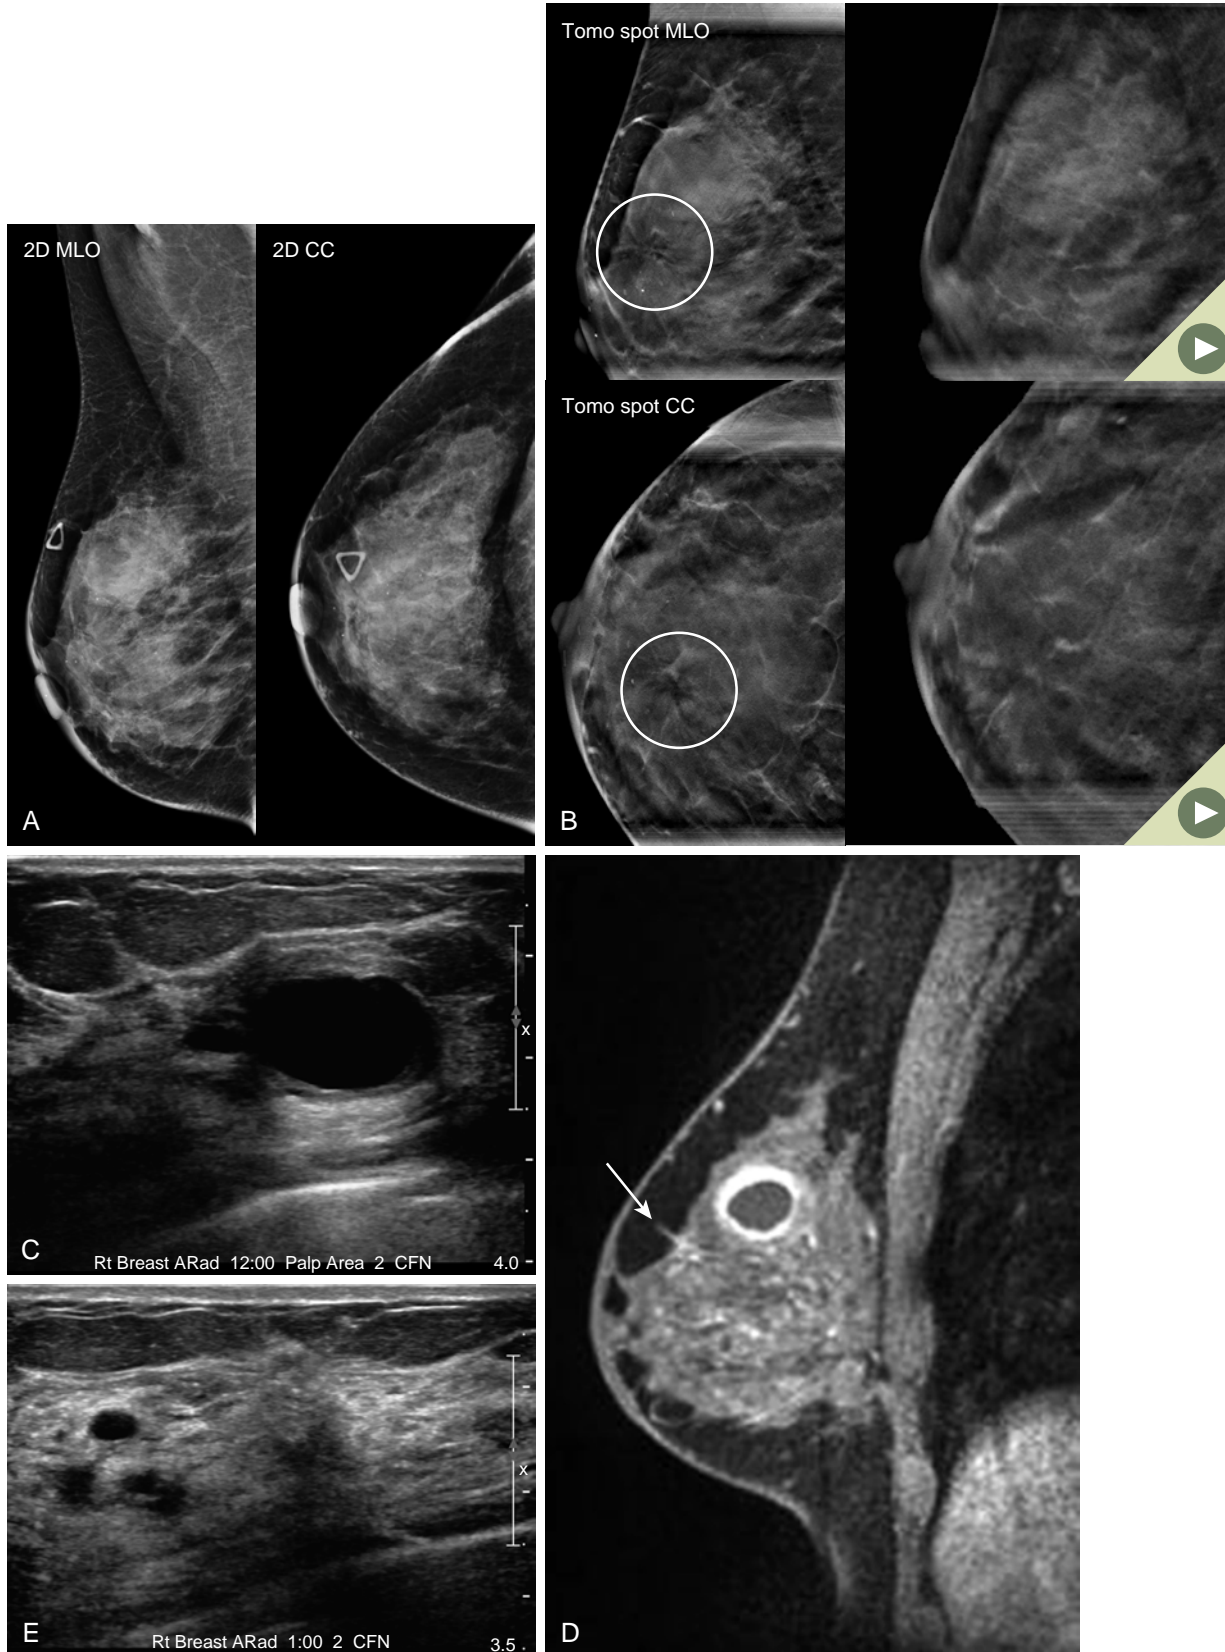 2D MLO
2D CC
A
Tomo spot MLO
Tomo spot CC
B
x
C
Rt Breast ARad 12:00 Palp Area 2 CFN
4.0
x
E
Rt Breast ARad 1:00 2 CFN
3.5
D